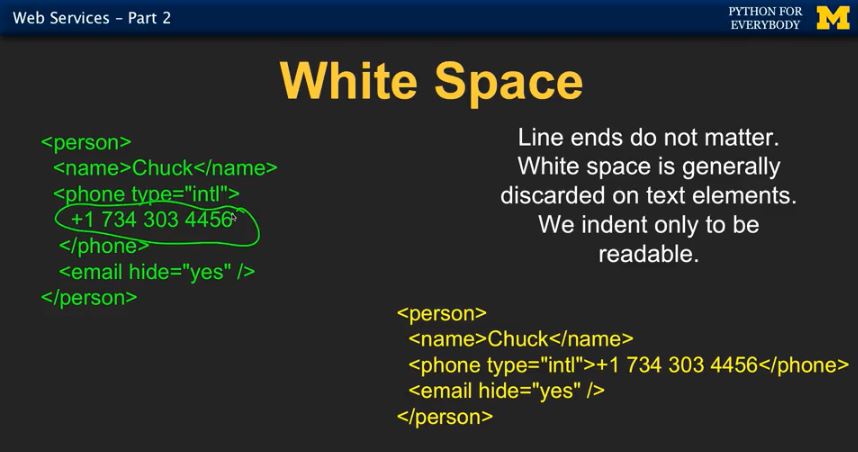 Web Services – Part 2
PYTHON FOR
EVERYBODY
White Space
<person>
<name>Chuck</name>
<phone type="intl">
+1 734 303 4456
</phone>
<email hide="yes" />
</person>
Line ends do not matter.
White space is generally
discarded on text elements.
We indent only to be
readable.
<person>
<name>Chuck</name>
<phone type="intl">+1 734 303 4456</phone>
<email hide="yes" />
</person>